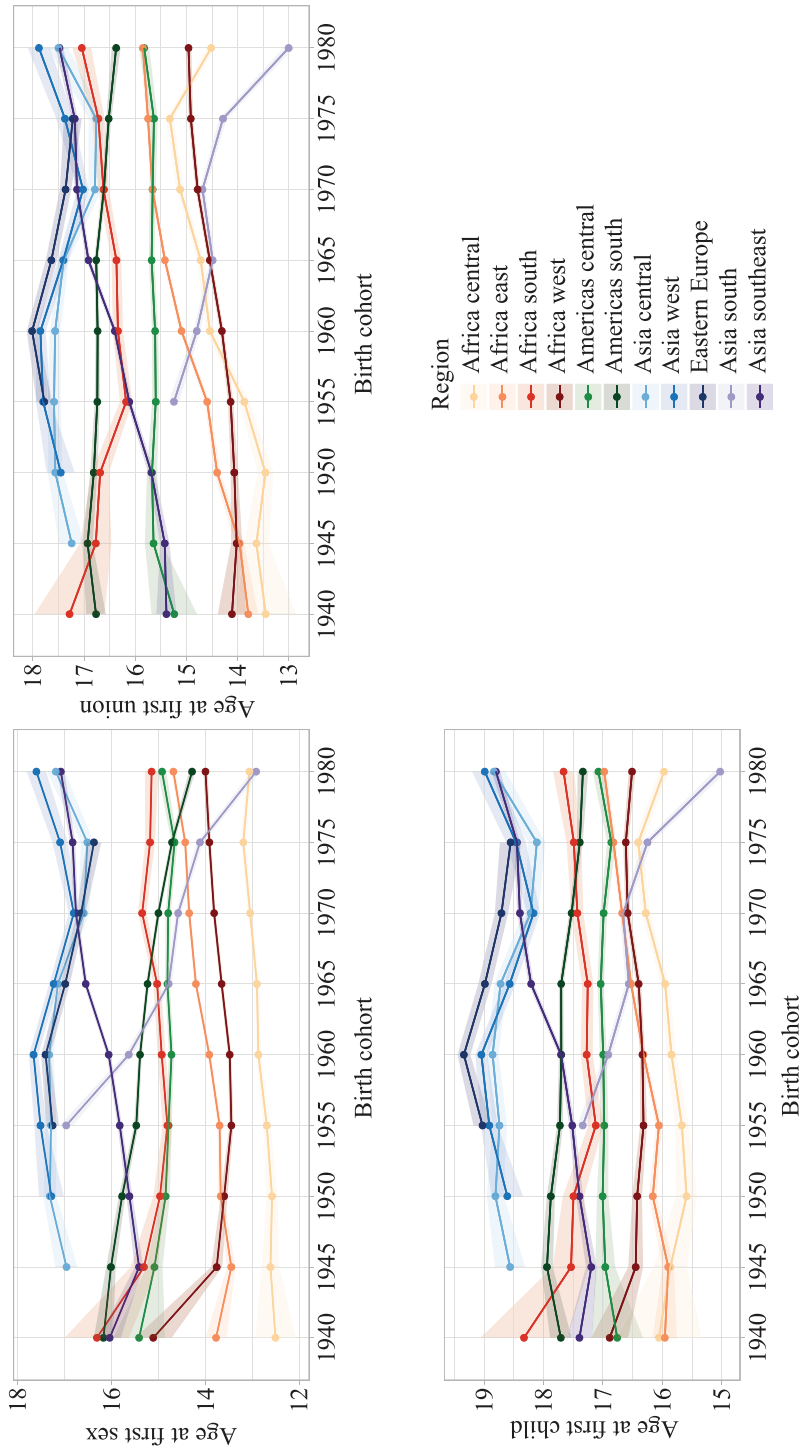 18
16
14
12
Age at first sex
1940
1945
1950
1955
1960
1965
1970
1975
1980
Birth cohort
18
17
16
15
14
13
Age at first union
1940
1945
1950
1955
1960
1965
1970
1975
1980
Birth cohort
19
18
17
16
15
Age at first child
1940
1945
1950
1955
1960
1965
1970
1975
1980
Birth cohort
Region
Africa central
Africa east
Africa south
Africa west
Americas central
Americas south
Asia central
Asia west
Eastern Europe
Asia south
Asia southeast